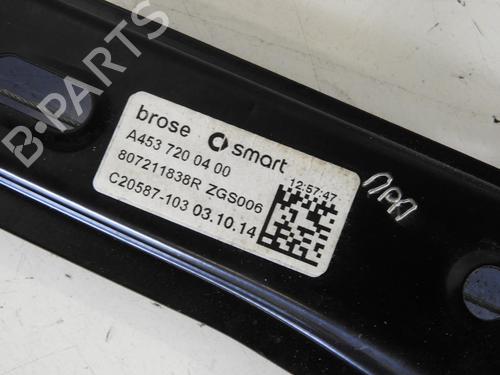 B-PARTS
brose smart
A453 720 04 00
807211838R ZGS006
12:57:47
C20587-103 03.10.14